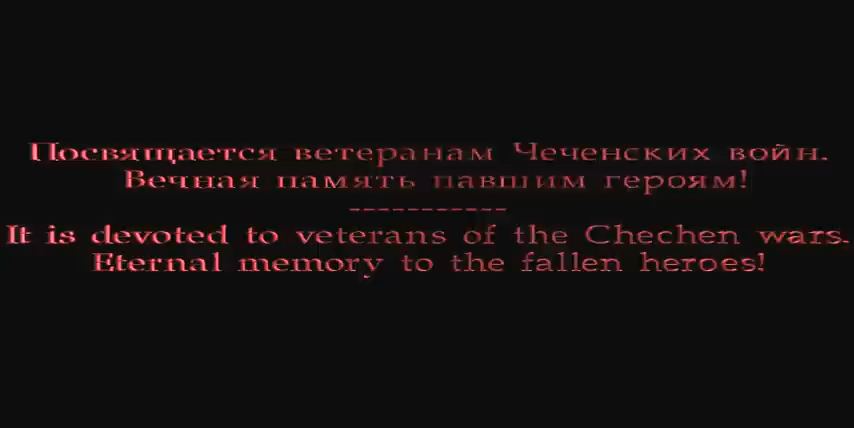 Посвящается ветеранам Чеченских войн.
Вечная память павшим героям!
-----------
It is devoted to veterans of the Chechen wars.
Eternal memory to the fallen heroes!